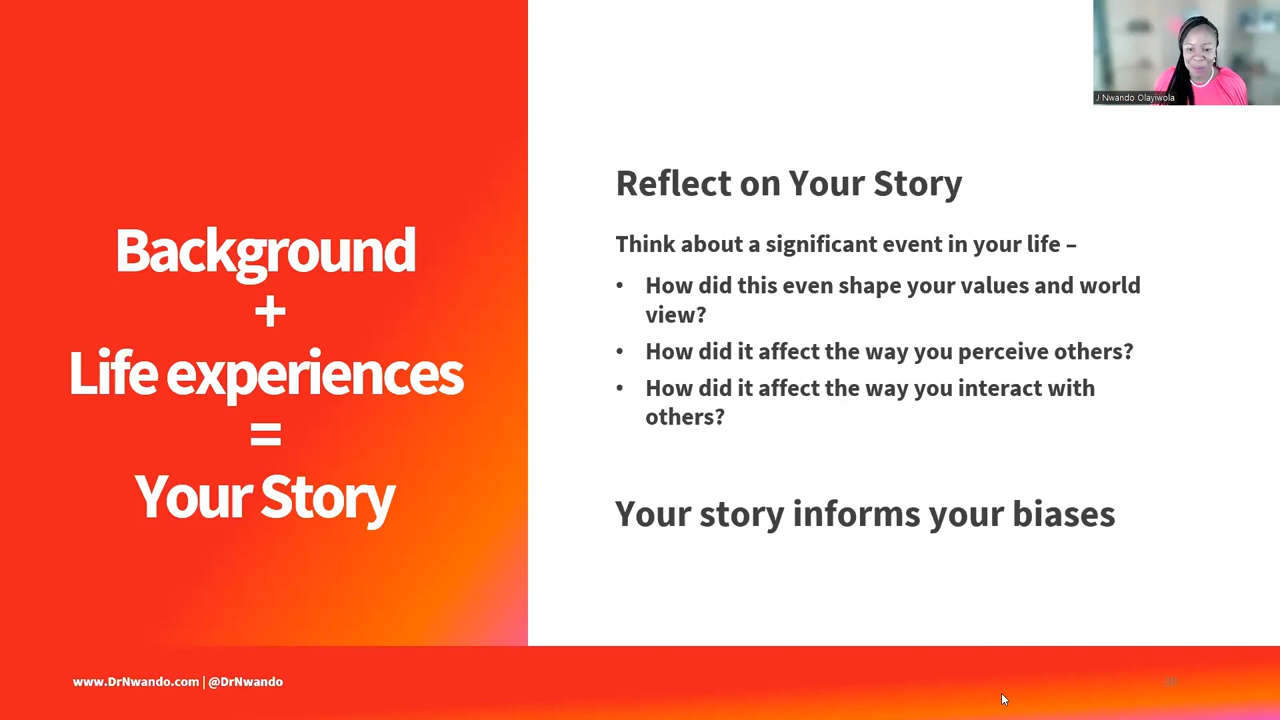 Background
+
Life experiences
=
Your Story
J Nwando Olayiwola
Reflect on Your Story
Think about a significant event in your life –
• How did this even shape your values and world
view?
• How did it affect the way you perceive others?
• How did it affect the way you interact with
others?
Your story informs your biases
www.DrNwando.com | @DrNwando